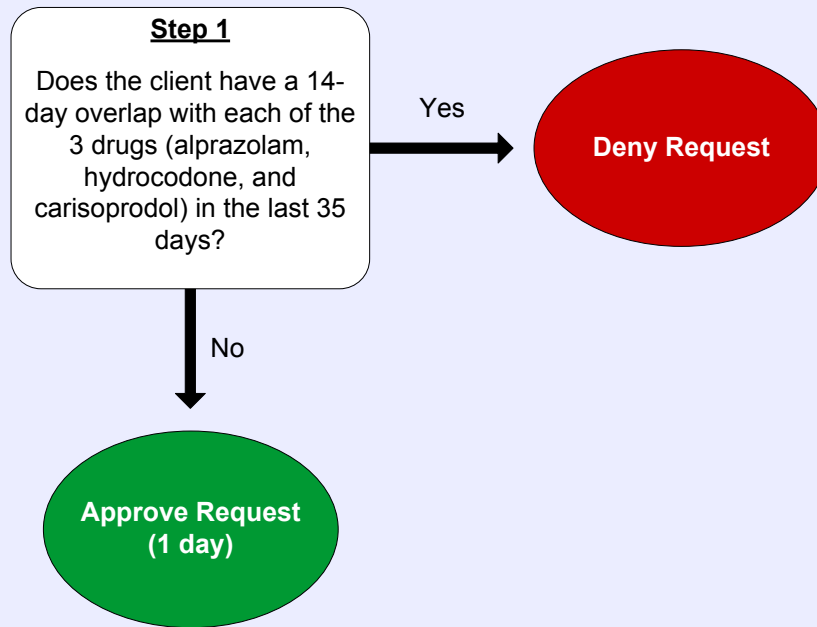 Step 1
Does the client have a 14-
day overlap with each of the
3 drugs (alprazolam,
hydrocodone, and
carisoprodol) in the last 35
days?
Yes
Deny Request
No
Approve Request
(1 day)